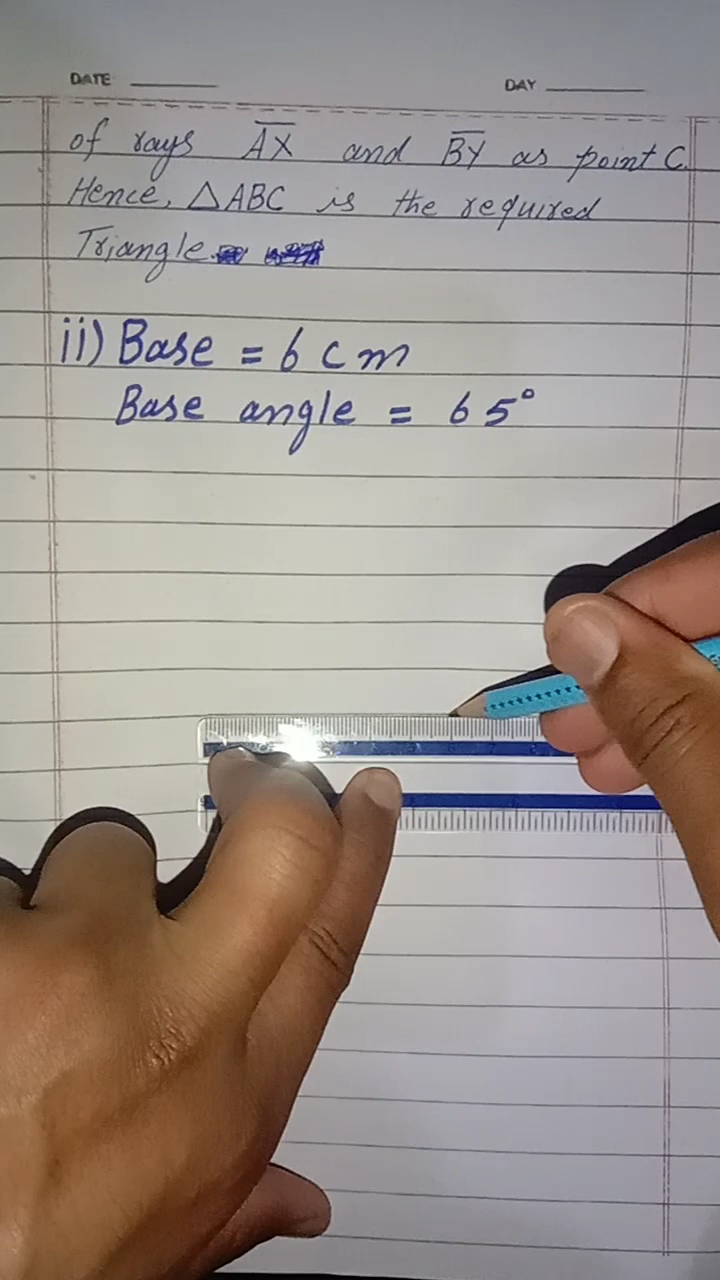 DATE
DAY
of rays AX and BY as point C.
Hence, △ABC is the required
Triangle.
ii) Base = 6 cm
Base angle = 65°